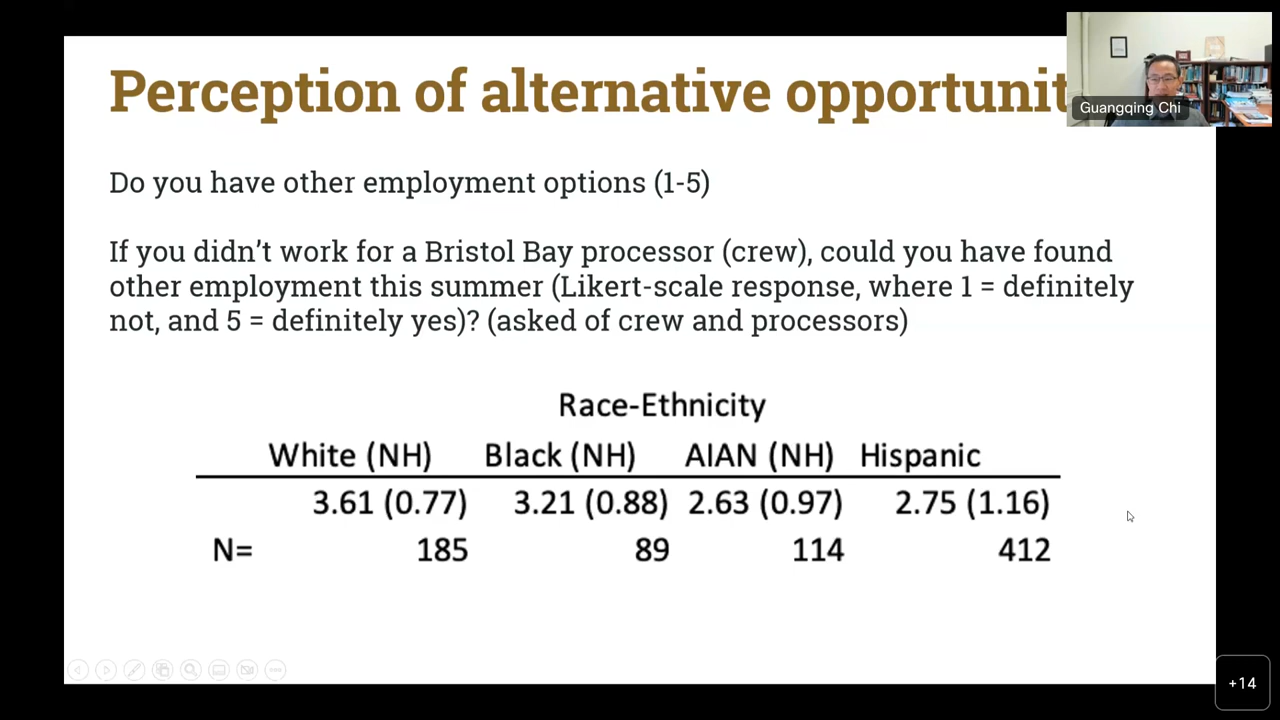 Perception of alternative opportunit
Guangqing Chi
Do you have other employment options (1-5)
If you didn’t work for a Bristol Bay processor (crew), could you have found
other employment this summer (Likert-scale response, where 1 = definitely
not, and 5 = definitely yes)? (asked of crew and processors)
Race-Ethnicity
White (NH) Black (NH) AIAN (NH) Hispanic
3.61 (0.77) 3.21 (0.88) 2.63 (0.97) 2.75 (1.16)
N= 185 89 114 412
+14